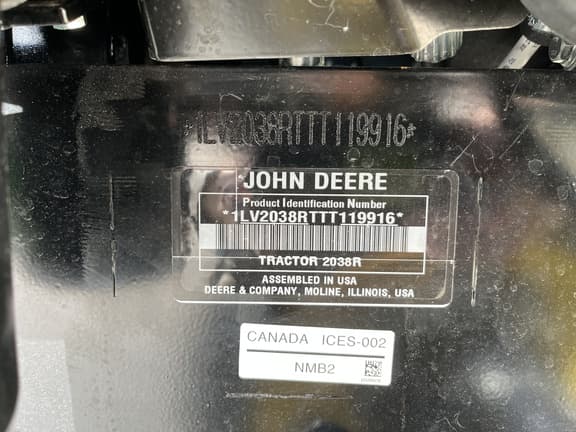 1LV2038RTTT119916*
*JOHN DEERE
Product Identification Number
*1LV2038RTTT119916*
TRACTOR 2038R
ASSEMBLED IN USA
DEERE & COMPANY, MOLINE, ILLINOIS, USA
CANADA ICES-002
NMB2